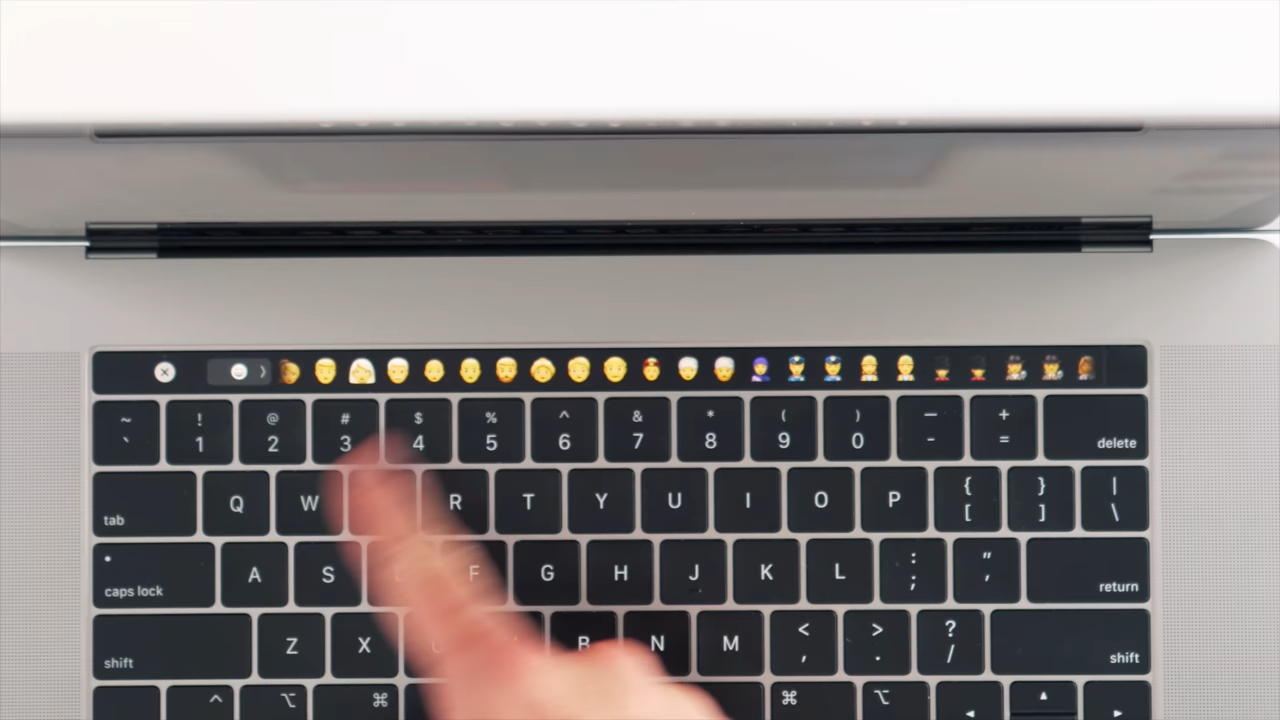 ~ ! @ # $ % ^ & * ( ) — +
` 1 2 3 4 5 6 7 8 9 0 - = delete
tab Q W R T Y U I O P { [ } ] | \
caps lock A S F G H J K L : ; " ' return
shift Z X B N M < , > . ? / shift
^ ⌥ ⌘ ⌘ ⌥